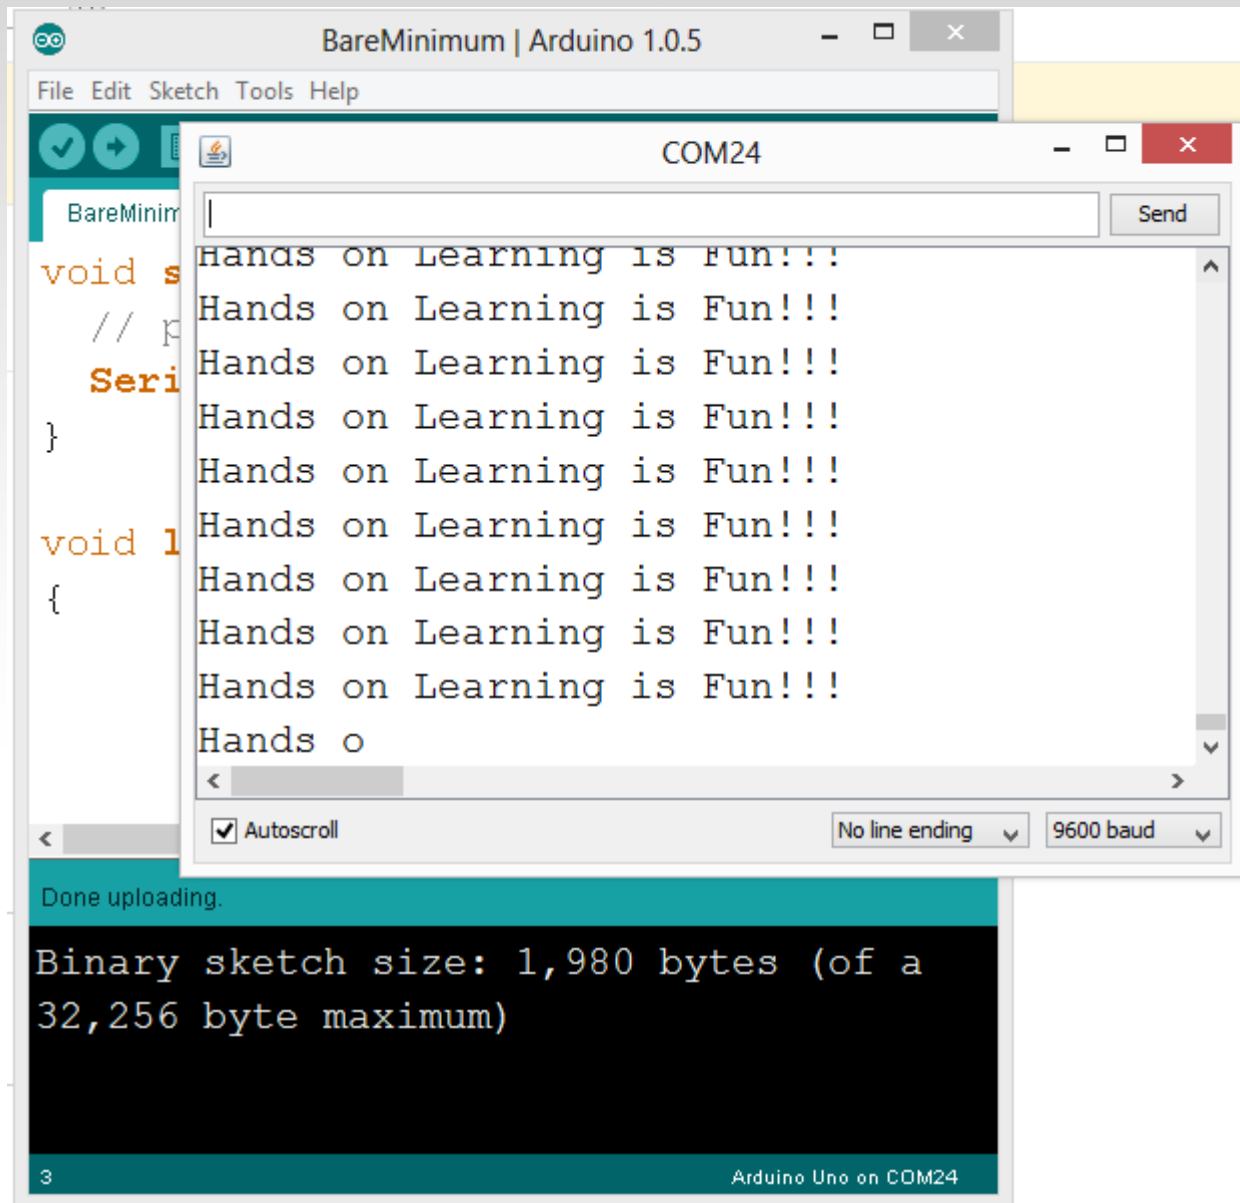 BareMinimum | Arduino 1.0.5
File Edit Sketch Tools Help
COM24
Send
BareMinim
void s
// p
Seri
}
void l
{
Hands on Learning is Fun!!!
Hands on Learning is Fun!!!
Hands on Learning is Fun!!!
Hands on Learning is Fun!!!
Hands on Learning is Fun!!!
Hands on Learning is Fun!!!
Hands on Learning is Fun!!!
Hands on Learning is Fun!!!
Hands on Learning is Fun!!!
Hands o
Autoscroll
No line ending
9600 baud
Done uploading.
Binary sketch size: 1,980 bytes (of a
32,256 byte maximum)
3
Arduino Uno on COM24